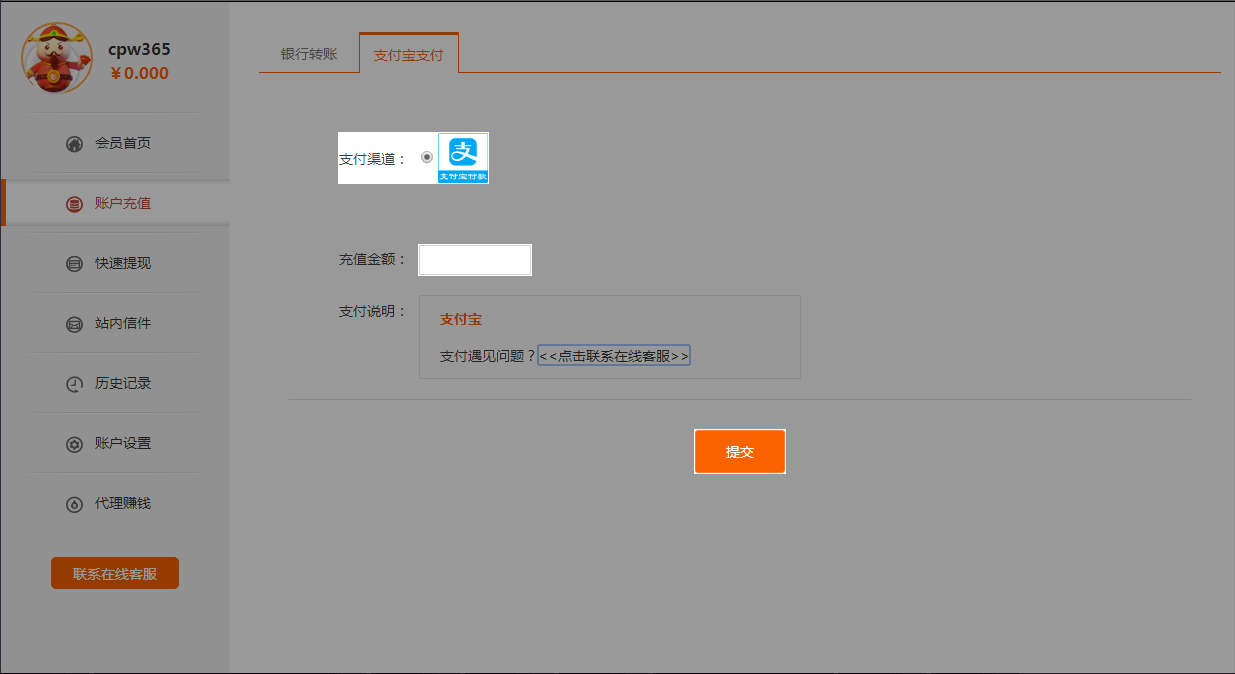 cpw365
￥0.000
会员首页
账户充值
快速提现
站内信件
历史记录
账户设置
代理赚钱
联系在线客服
银行转账
支付宝支付
支付渠道：
支
支付宝付款
充值金额：
支付说明：
支付宝
支付遇见问题？<<点击联系在线客服>>
提交